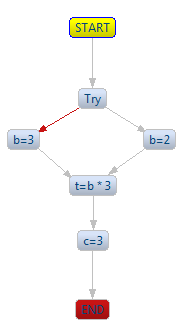 START
Try
b=3
b=2
t=b * 3
c=3
END